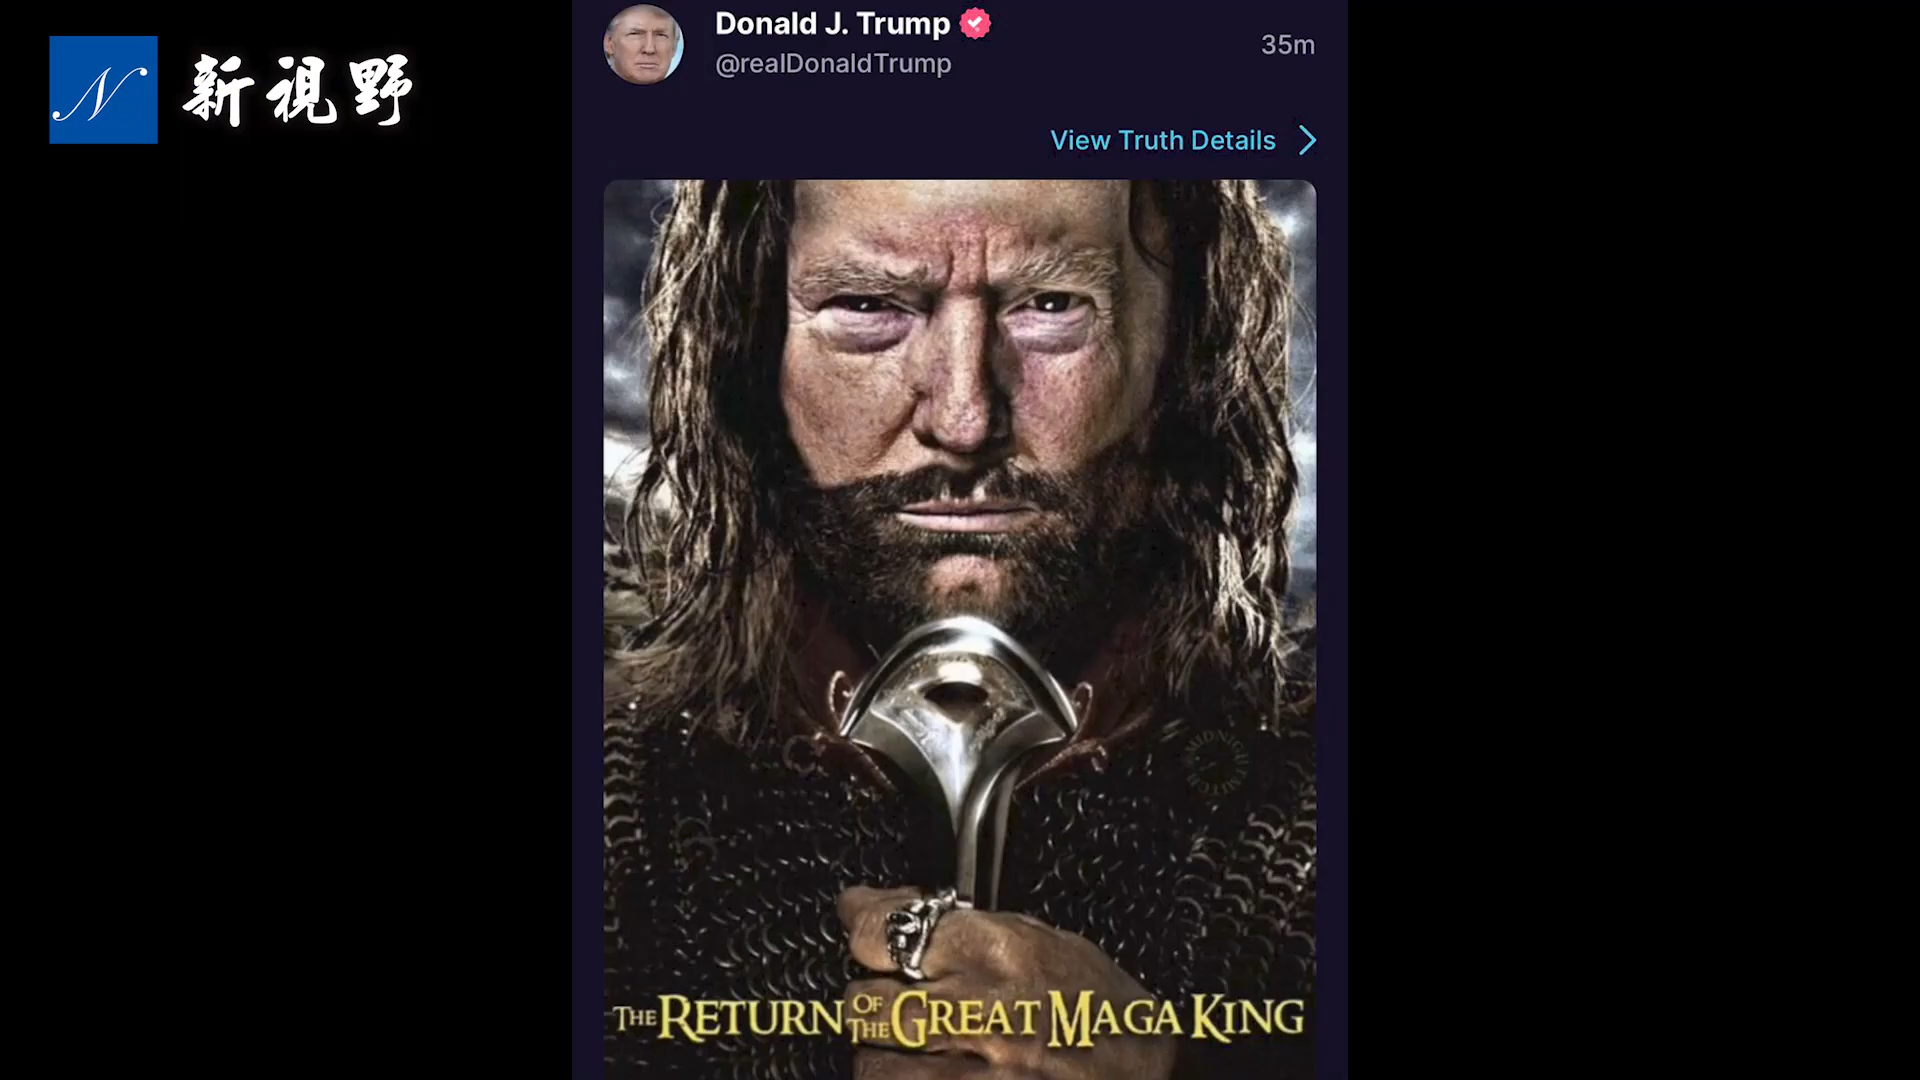 N 新視野
Donald J. Trump
@realDonaldTrump
35m
View Truth Details
THE RETURN OF THE GREAT MAGA KING